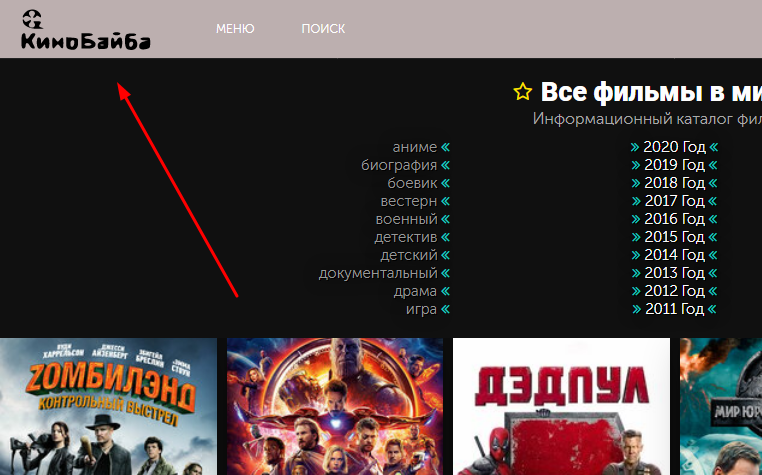 КиноБайба
МЕНЮ
ПОИСК
Все фильмы в ми
Информационный каталог фил
аниме «
биография «
боевик «
вестерн «
военный «
детектив «
детский «
документальный «
драма «
игра «
» 2020 Год «
» 2019 Год «
» 2018 Год «
» 2017 Год «
» 2016 Год «
» 2015 Год «
» 2014 Год «
» 2013 Год «
» 2012 Год «
» 2011 Год «
ВУДИ ХАРРЕЛЬСОН
ДЖЕССИ АЙЗЕНБЕРГ
ЭБИГЕЙЛ БРЕСЛИН
ЭММА СТОУН
ZОМБИЛЭНД
КОНТРОЛЬНЫЙ ВЫСТРЕЛ
ДЭДПУЛ
МИР ЮРС